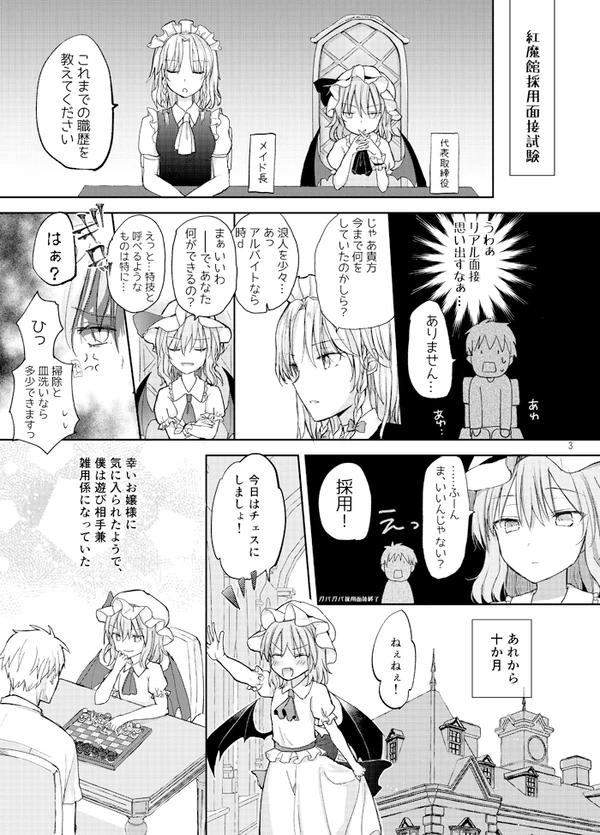 紅魔館採用面接試験
代表取締役
メイド長
これまでの職歴を
教えてください
うわぁ
リアル面接
思い出すなぁ…
ありません…
あわ
あわ…
じゃあ貴方
今まで何を
していたのかしら？
浪人を少々…
あっ
アルバイトなら
時d
まぁいいわ
――で、あなた
何ができるの？
えっと…特技と
呼べるような
ものは特に…
はぁ？
ひっ
掃除と
皿洗いなら
多少できますっ
3
……ふーん
ま、いいんじゃない？
採用！
えっ
ガバガバ採用面接終了
あれから
十か月
ねぇねぇ！
今日はチェスに
しましょ！
幸いお嬢様に
気に入られたようで、
僕は遊び相手兼
雑用係になっていた